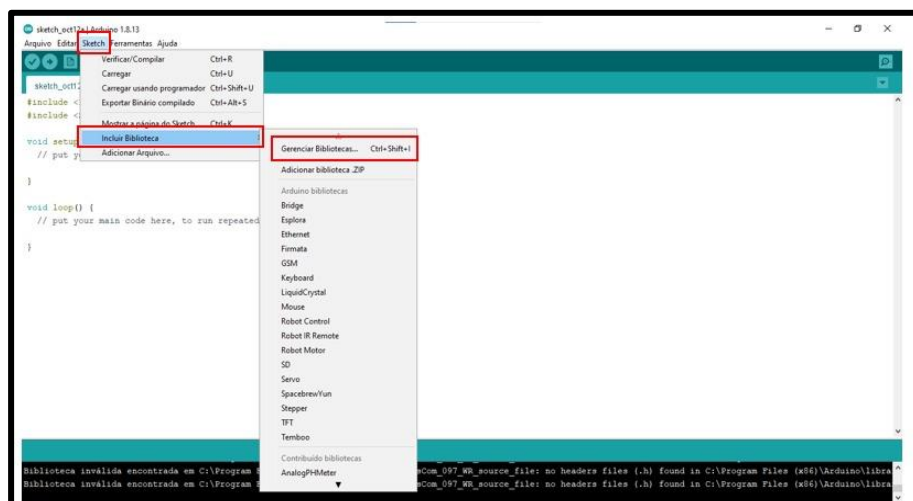 sketch_oct12a | Arduino 1.8.13
Arquivo Editar Sketch Ferramentas Ajuda
Verificar/Compilar Ctrl+R
Carregar Ctrl+U
sketch_oct12
Carregar usando programador Ctrl+Shift+U
#include <
Exportar Binário compilado Ctrl+Alt+S
#include <
Mostrar a página do Sketch Ctrl+K
Incluir Biblioteca
void setup
Adicionar Arquivo...
// put y
}
void loop() {
// put your main code here, to run repeated
}
Gerenciar Bibliotecas... Ctrl+Shift+I
Adicionar biblioteca .ZIP
Arduino bibliotecas
Bridge
Esplora
Ethernet
Firmata
GSM
Keyboard
LiquidCrystal
Mouse
Robot Control
Robot IR Remote
Robot Motor
SD
Servo
SpacebrewYun
Stepper
TFT
Temboo
Contribuído bibliotecas
AnalogPHMeter
Biblioteca inválida encontrada em C:\Program sCom_097_WR_source_file: no headers files (.h) found in C:\Program Files (x86)\Arduino\libra
Biblioteca inválida encontrada em C:\Program sCom_097_WR_source_file: no headers files (.h) found in C:\Program Files (x86)\Arduino\libra